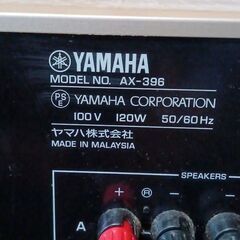 YAMAHA
MODEL NO. AX-396
PS E YAMAHA CORPORATION
100V 120W 50/60Hz
ヤマハ株式会社
MADE IN MALAYSIA
SPEAKERS
+ R -